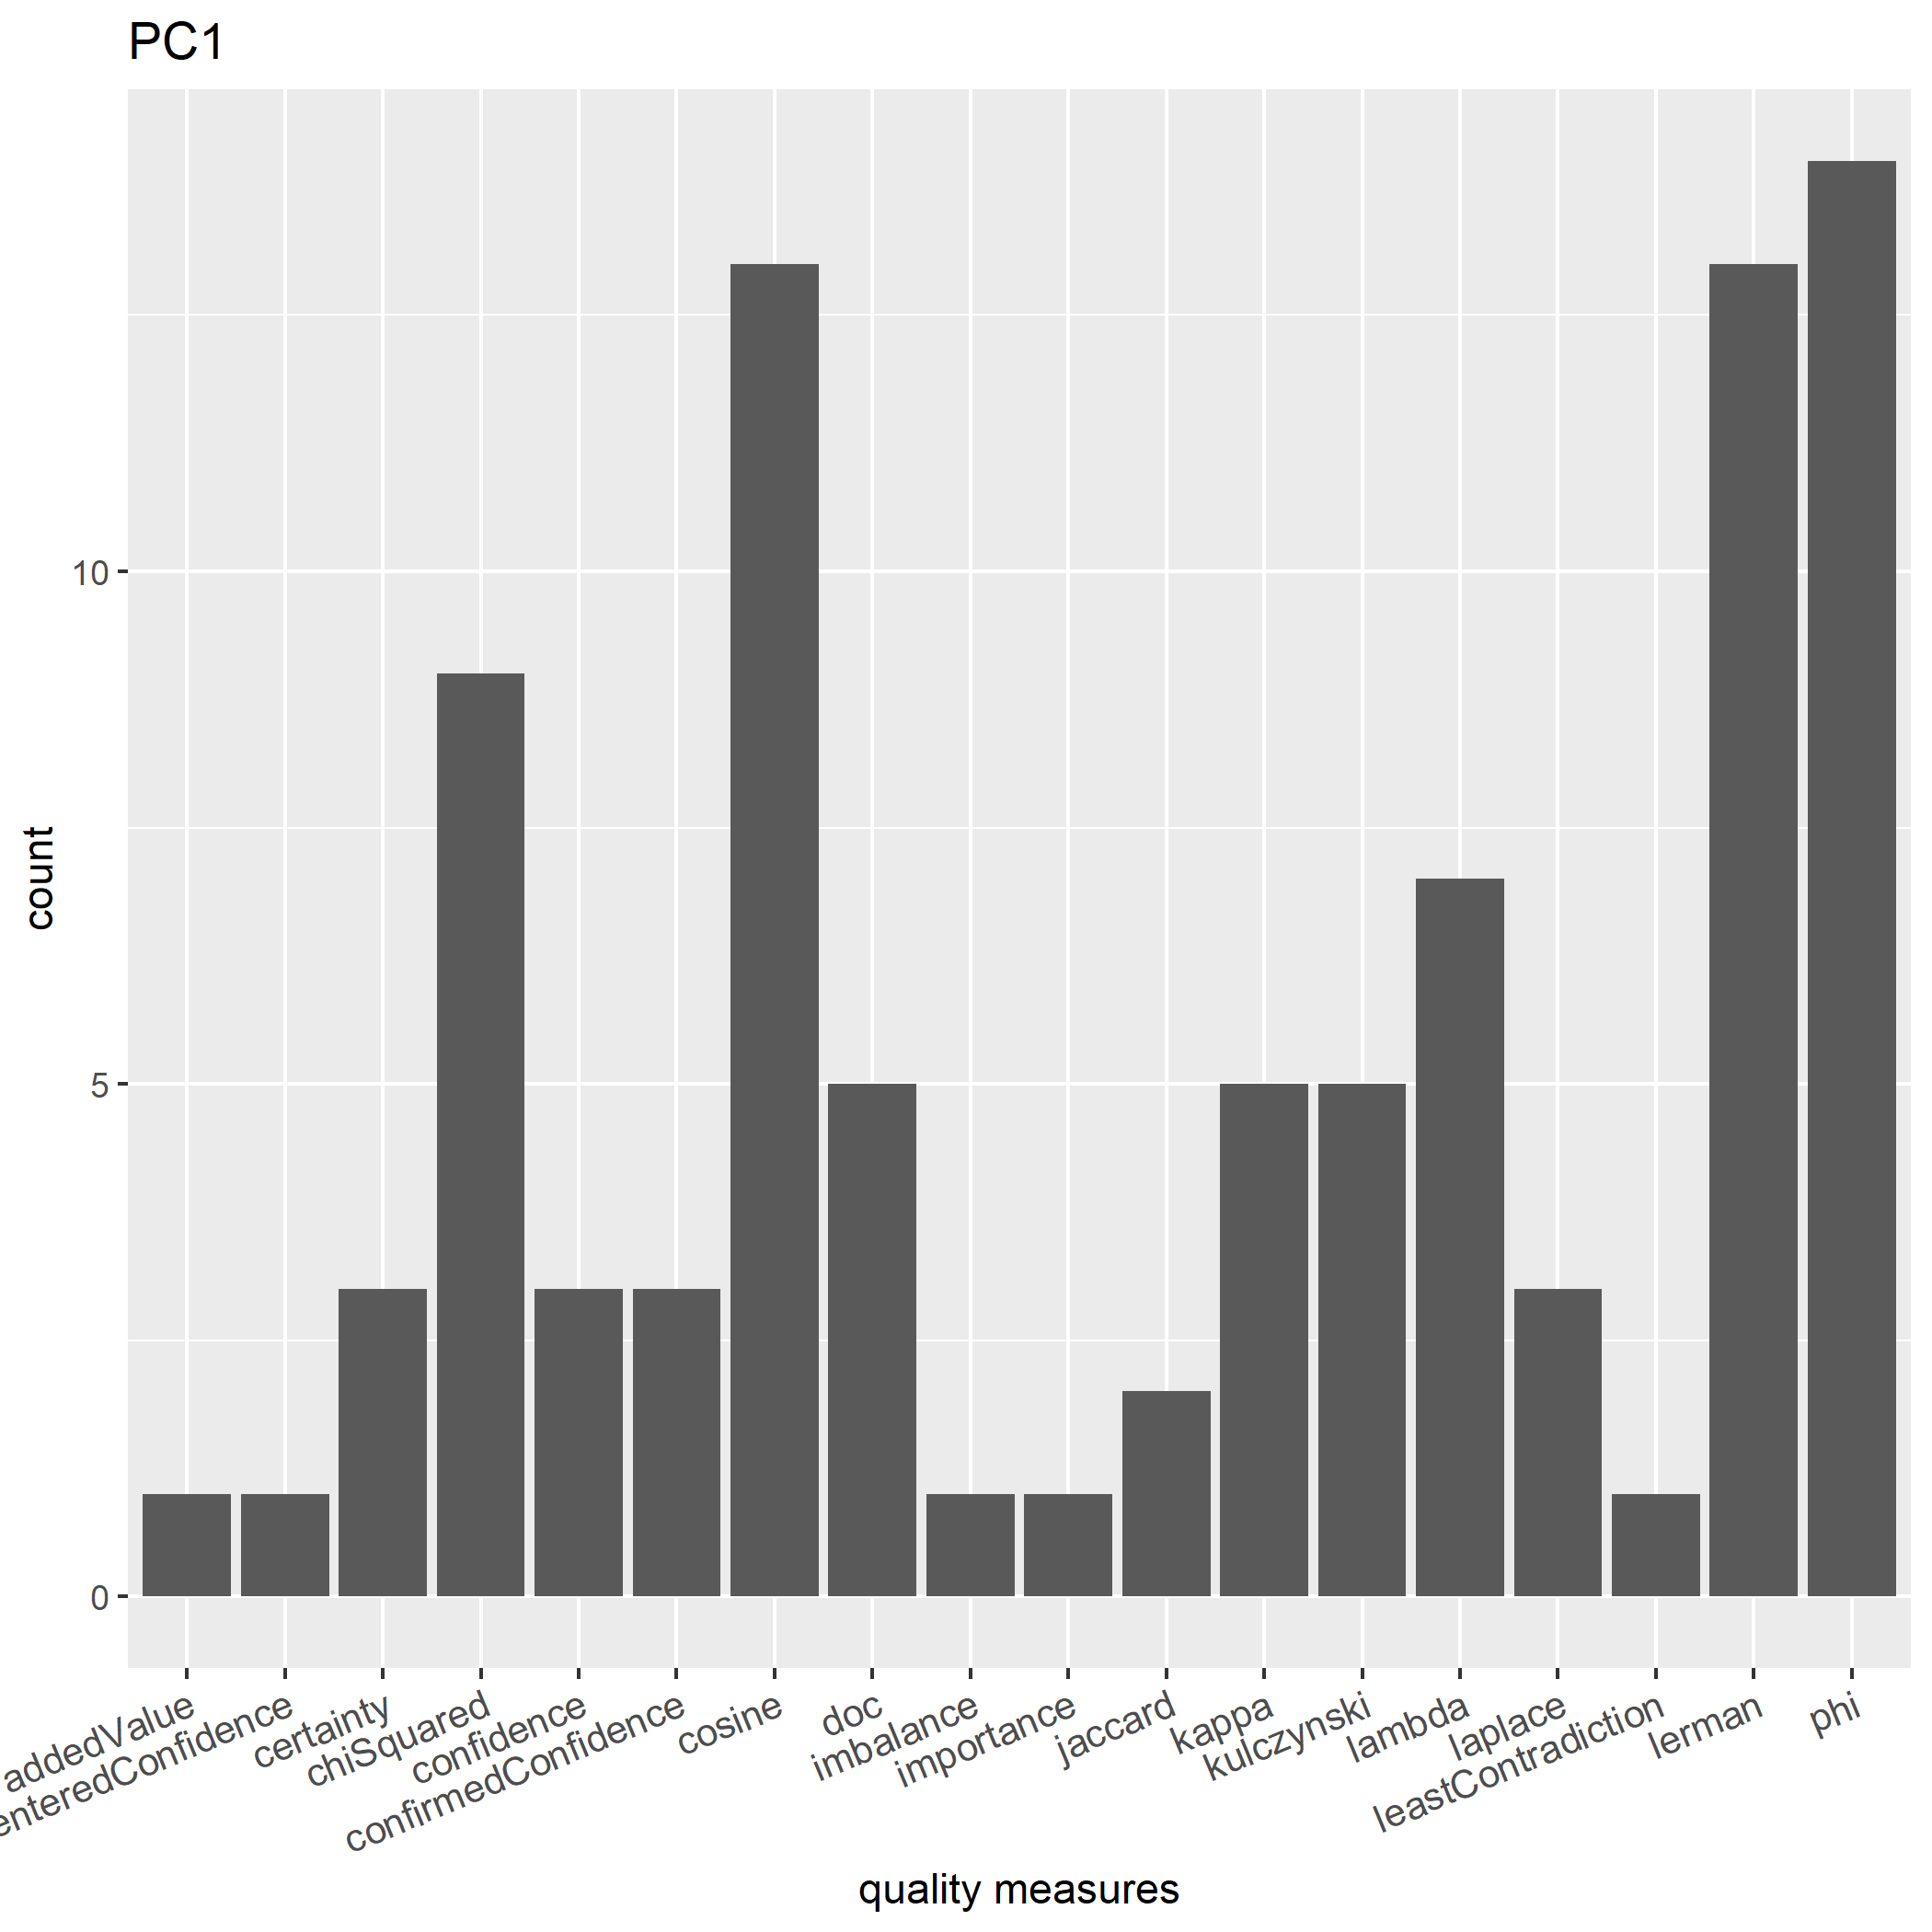 PC1
count
10
5
0
addedValue
enteredConfidence
certainty
chiSquared
confidence
confirmedConfidence
cosine
doc
imbalance
importance
jaccard
kappa
kulczynski
lambda
laplace
leastContradiction
lerman
phi
quality measures